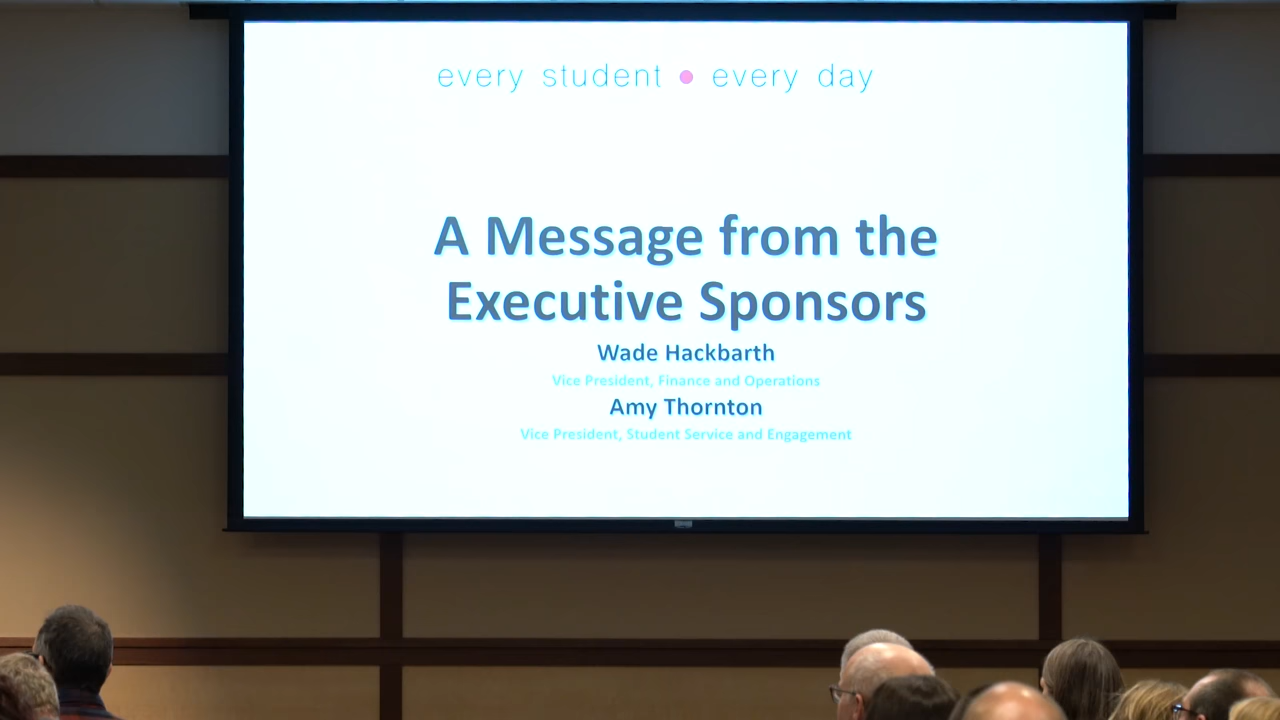 every student • every day
A Message from the
Executive Sponsors
Wade Hackbarth
Vice President, Finance and Operations
Amy Thornton
Vice President, Student Service and Engagement